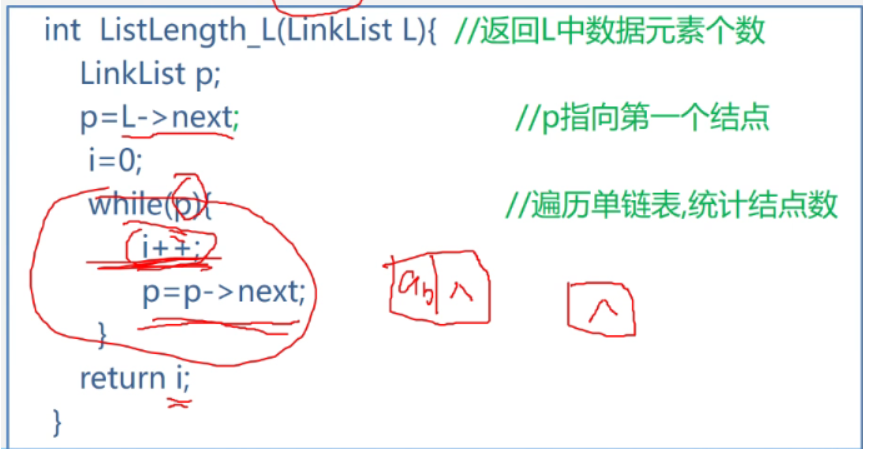 int ListLength_L(LinkList L){ //返回L中数据元素个数
LinkList p;
p=L->next; //p指向第一个结点
i=0;
while(p){ //遍历单链表,统计结点数
i++;
p=p->next;
an ∧ ∧
}
return i;
}